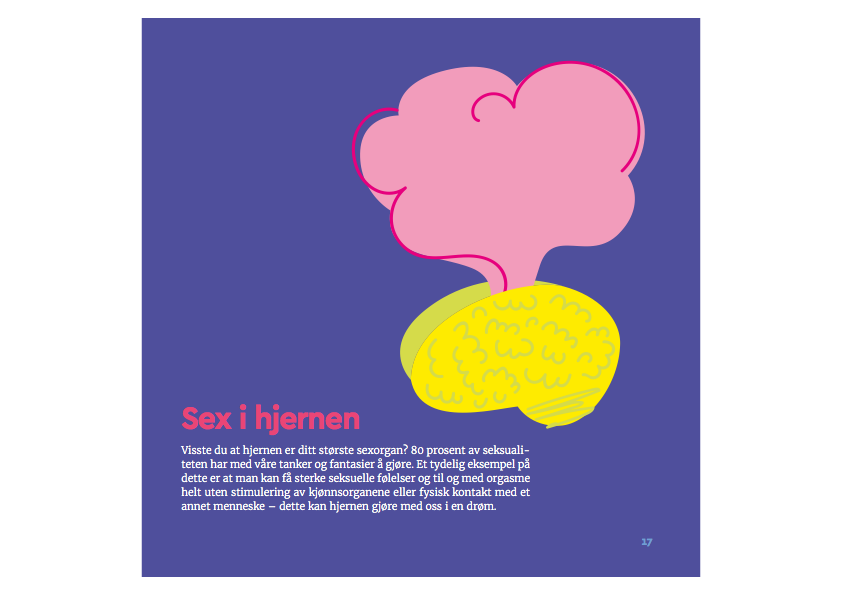 Sex i hjernen
Visste du at hjernen er ditt største sexorgan? 80 prosent av seksuali-
teten har med våre tanker og fantasier å gjøre. Et tydelig eksempel på
dette er at man kan få sterke seksuelle følelser og til og med orgasme
helt uten stimulering av kjønnsorganene eller fysisk kontakt med et
annet menneske – dette kan hjernen gjøre med oss i en drøm.
17